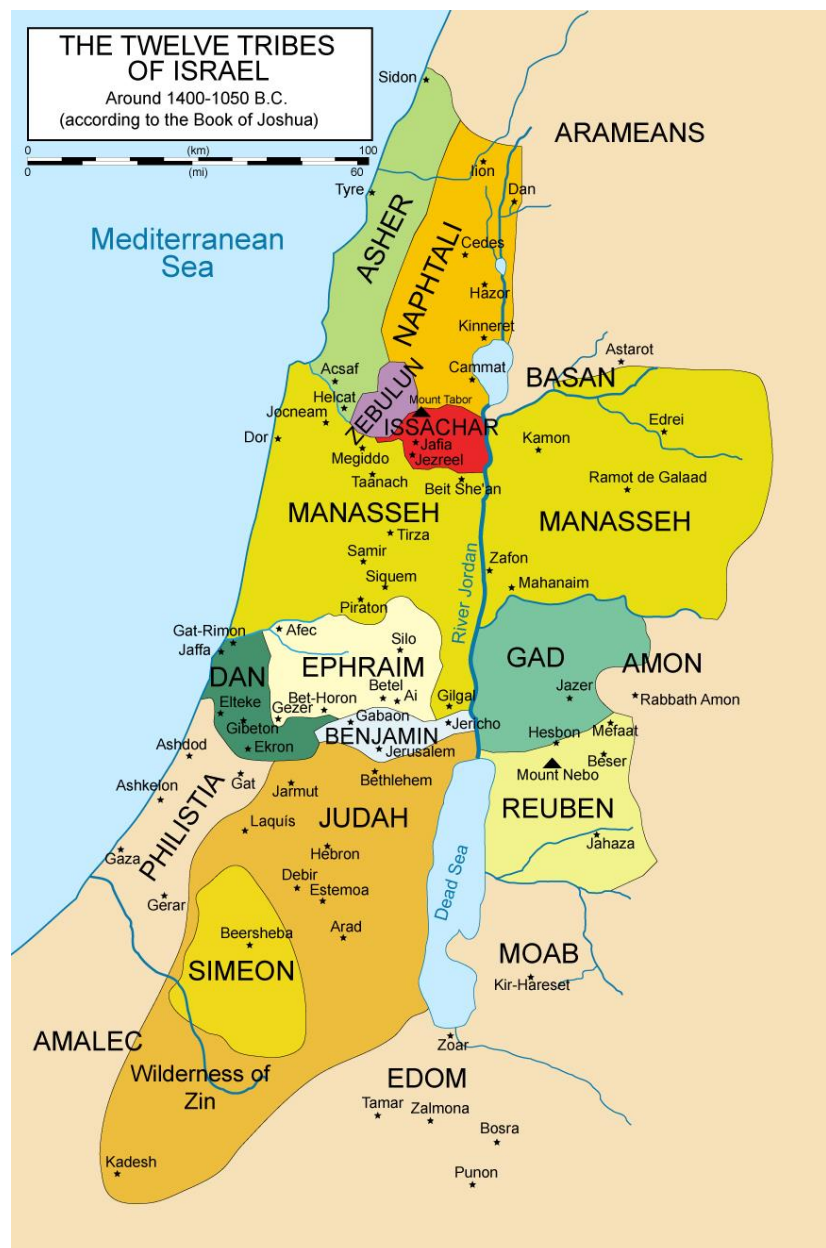 THE TWELVE TRIBES
OF ISRAEL
Around 1400-1050 B.C.
(according to the Book of Joshua)
0 (km) 100
0 (mi) 60
Sidon
ARAMEANS
Iion
Tyre
Dan
Mediterranean
Sea
ASHER
NAPHTALI
Cedes
Hazor
Kinneret
Astarot
Acsaf
Cammat
BASAN
ZEBULUN
Helcat
Mount Tabor
Jocneam
ISSACHAR
Edrei
Dor
Jafia
Kamon
Megiddo
Jezreel
Taanach
Beit She'an
Ramot de Galaad
MANASSEH
MANASSEH
Tirza
River Jordan
Samir
Zafon
Siquem
Mahanaim
Piraton
Gat-Rimon
Afec
Jaffa
Silo
GAD
DAN
EPHRAIM
AMON
Betel
Jazer
Elteke
Bet-Horon
Ai
Gilgal
Rabbath Amon
Gezer
Gabaon
Jericho
Gibeton
BENJAMIN
Hesbon
Mefaat
Ashdod
Ekron
Jerusalem
Beser
Mount Nebo
Bethlehem
Gat
Ashkelon
Jarmut
PHILISTIA
JUDAH
REUBEN
Laquís
Jahaza
Gaza
Hebron
Debir
Dead Sea
Estemoa
Gerar
Arad
Beersheba
MOAB
SIMEON
Kir-Hareset
AMALEC
Zoar
Wilderness of
Zin
EDOM
Tamar
Zalmona
Bosra
Kadesh
Punon